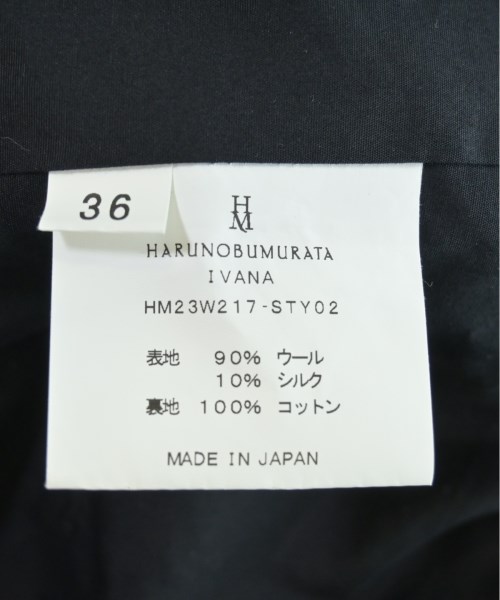 36
HM
HARUNOBUMURATA
IVANA
HM23W217-STY02
表地 90% ウール
10% シルク
裏地 100% コットン
MADE IN JAPAN